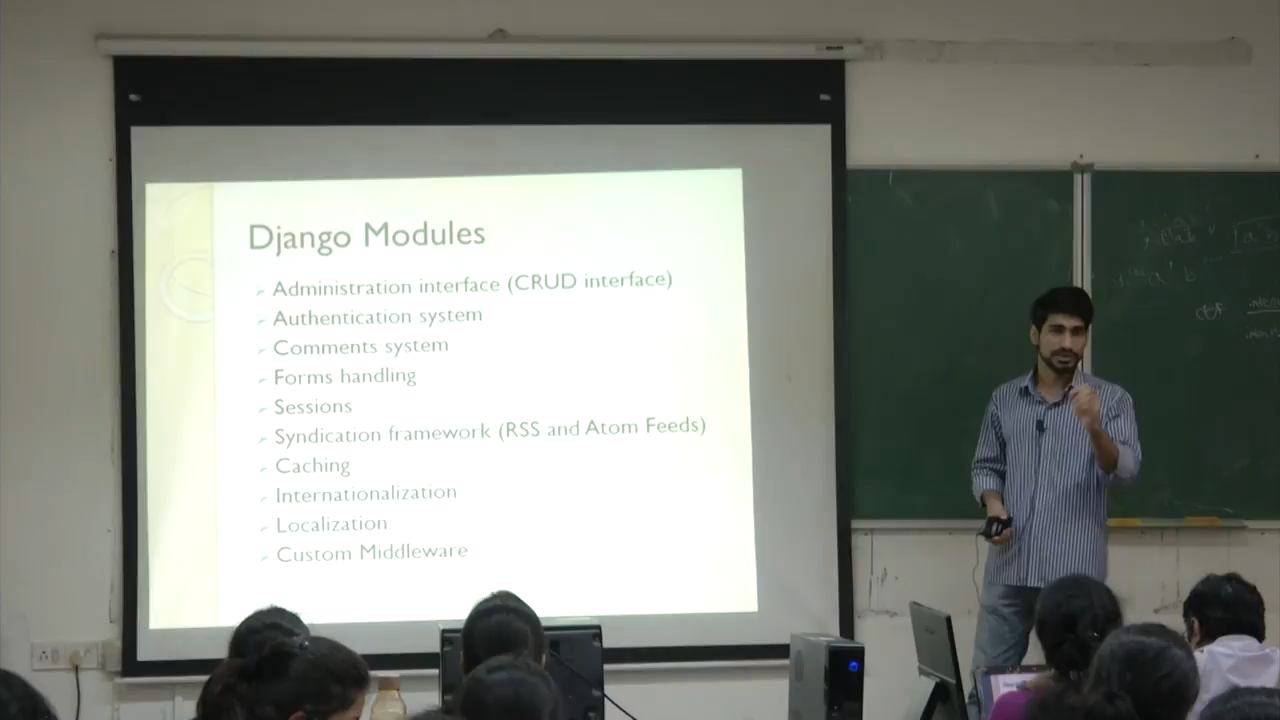 Django Modules
Administration interface (CRUD interface)
Authentication system
Comments system
Forms handling
Sessions
Syndication framework (RSS and Atom Feeds)
Caching
Internationalization
Localization
Custom Middleware